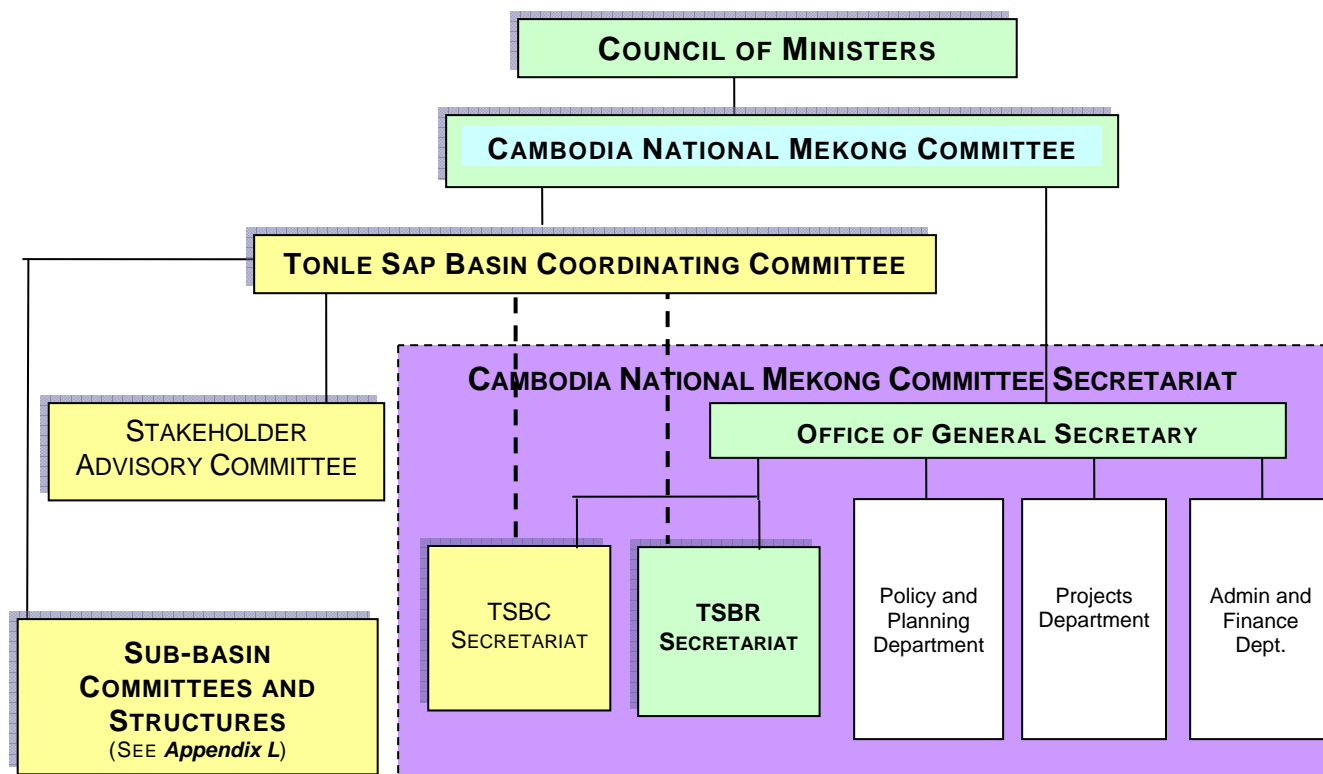 COUNCIL OF MINISTERS
CAMBODIA NATIONAL MEKONG COMMITTEE
TONLE SAP BASIN COORDINATING COMMITTEE
CAMBODIA NATIONAL MEKONG COMMITTEE SECRETARIAT
STAKEHOLDER
ADVISORY COMMITTEE
OFFICE OF GENERAL SECRETARY
TSBC
SECRETARIAT
TSBR
SECRETARIAT
Policy and
Planning
Department
Projects
Department
Admin and
Finance
Dept.
SUB-BASIN
COMMITTEES AND
STRUCTURES
(SEE Appendix L)